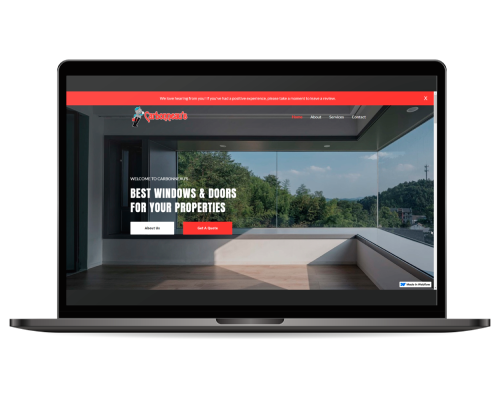 We love hearing from you! If you've had a positive experience, please take a moment to leave a review.
X
Carbonneau's
Home
About
Services
Contact
WELCOME TO CARBONNEAU'S
BEST WINDOWS & DOORS
FOR YOUR PROPERTIES
About Us
Get A Quote
Made in Webflow